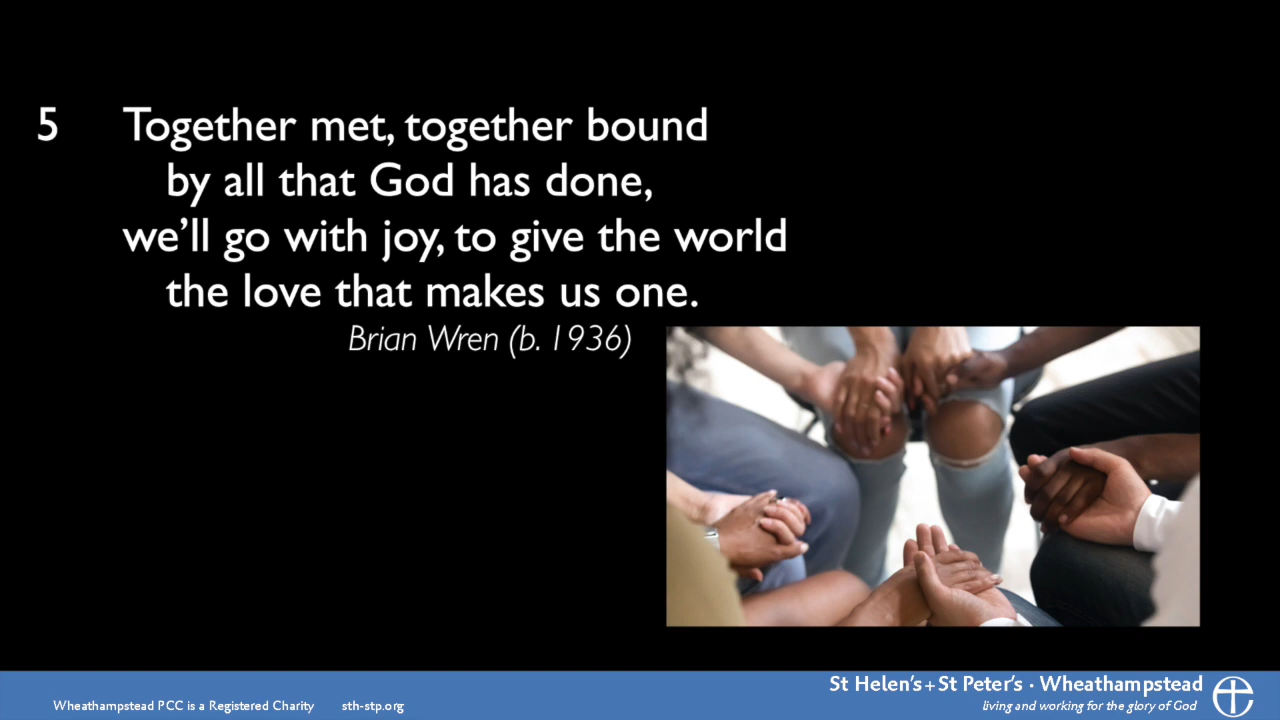 5 Together met, together bound
by all that God has done,
we’ll go with joy, to give the world
the love that makes us one.
Brian Wren (b. 1936)
St Helen’s + St Peter’s · Wheathampstead
living and working for the glory of God
Wheathampstead PCC is a Registered Charity sth-stp.org